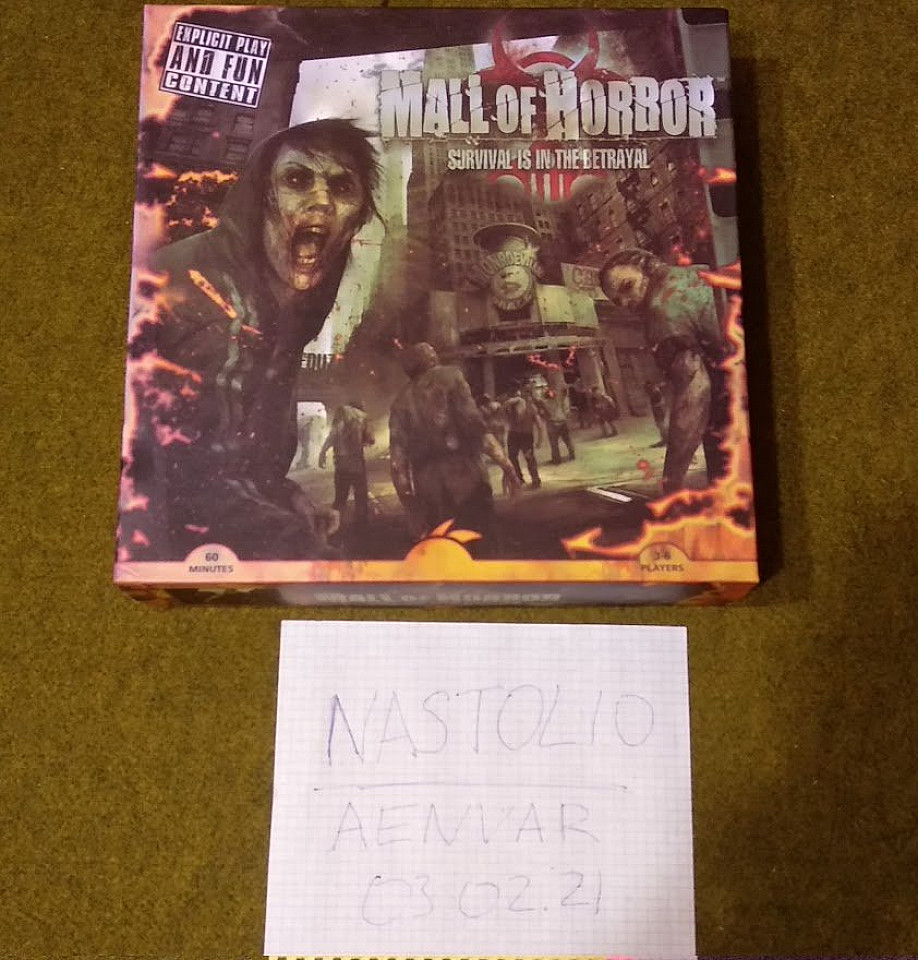 EXPLICIT PLAY
AND FUN
CONTENT
MALL OF HORROR
SURVIVAL IS IN THE BETRAYAL
60
MINUTES
3-6
PLAYERS
MALL OF HORROR
NASTOLIO
AENVAR
03 02.21